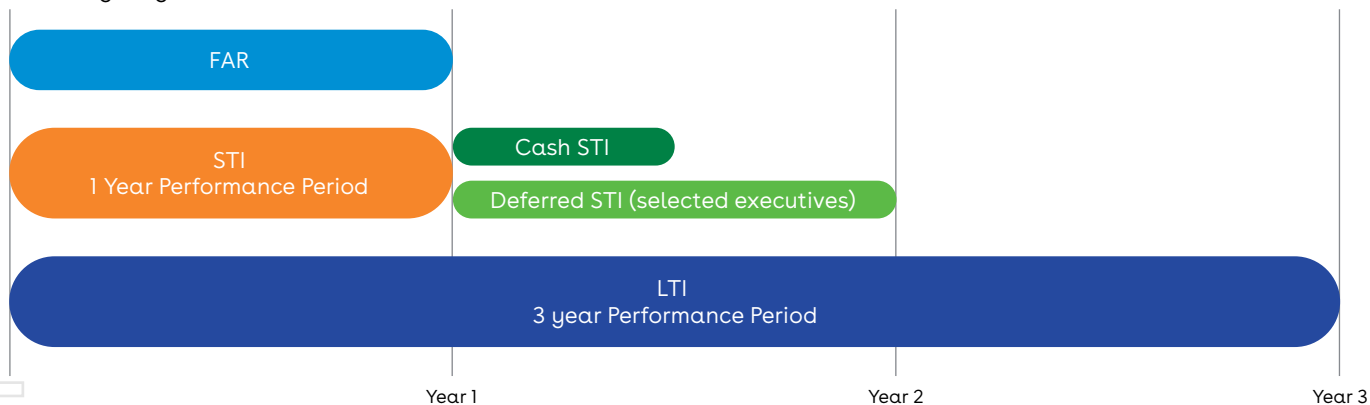 FAR
STI
1 Year Performance Period
Cash STI
Deferred STI (selected executives)
LTI
3 year Performance Period
Year 1
Year 2
Year 3